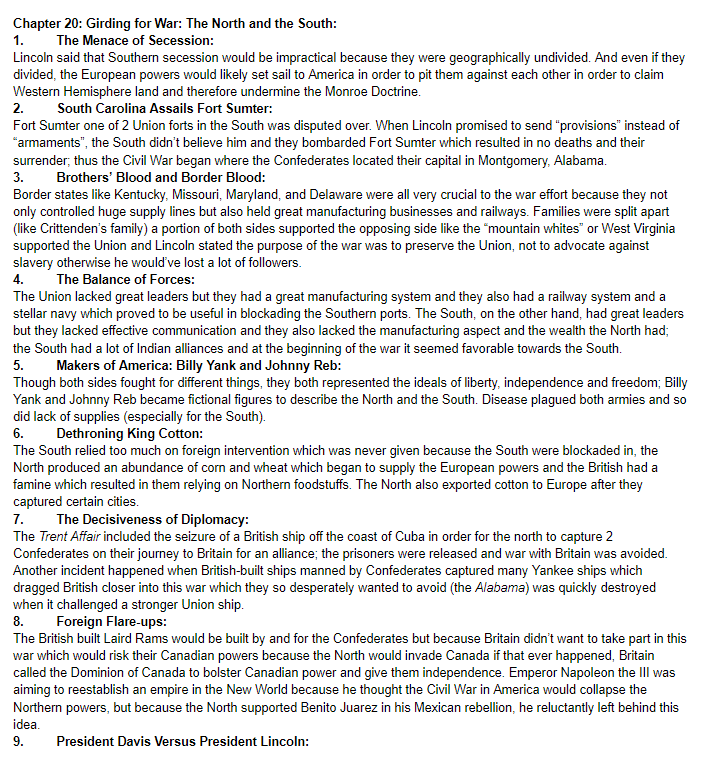 Chapter 20: Girding for War: The North and the South:
1. The Menace of Secession:
Lincoln said that Southern secession would be impractical because they were geographically undivided. And even if they
divided, the European powers would likely set sail to America in order to pit them against each other in order to claim
Western Hemisphere land and therefore undermine the Monroe Doctrine.
2. South Carolina Assails Fort Sumter:
Fort Sumter one of 2 Union forts in the South was disputed over. When Lincoln promised to send “provisions” instead of
“armaments”, the South didn’t believe him and they bombarded Fort Sumter which resulted in no deaths and their
surrender; thus the Civil War began where the Confederates located their capital in Montgomery, Alabama.
3. Brothers’ Blood and Border Blood:
Border states like Kentucky, Missouri, Maryland, and Delaware were all very crucial to the war effort because they not
only controlled huge supply lines but also held great manufacturing businesses and railways. Families were split apart
(like Crittenden’s family) a portion of both sides supported the opposing side like the “mountain whites” or West Virginia
supported the Union and Lincoln stated the purpose of the war was to preserve the Union, not to advocate against
slavery otherwise he would’ve lost a lot of followers.
4. The Balance of Forces:
The Union lacked great leaders but they had a great manufacturing system and they also had a railway system and a
stellar navy which proved to be useful in blockading the Southern ports. The South, on the other hand, had great leaders
but they lacked effective communication and they also lacked the manufacturing aspect and the wealth the North had;
the South had a lot of Indian alliances and at the beginning of the war it seemed favorable towards the South.
5. Makers of America: Billy Yank and Johnny Reb:
Though both sides fought for different things, they both represented the ideals of liberty, independence and freedom; Billy
Yank and Johnny Reb became fictional figures to describe the North and the South. Disease plagued both armies and so
did lack of supplies (especially for the South).
6. Dethroning King Cotton:
The South relied too much on foreign intervention which was never given because the South were blockaded in, the
North produced an abundance of corn and wheat which began to supply the European powers and the British had a
famine which resulted in them relying on Northern foodstuffs. The North also exported cotton to Europe after they
captured certain cities.
7. The Decisiveness of Diplomacy:
The Trent Affair included the seizure of a British ship off the coast of Cuba in order for the north to capture 2
Confederates on their journey to Britain for an alliance; the prisoners were released and war with Britain was avoided.
Another incident happened when British-built ships manned by Confederates captured many Yankee ships which
dragged British closer into this war which they so desperately wanted to avoid (the Alabama) was quickly destroyed
when it challenged a stronger Union ship.
8. Foreign Flare-ups:
The British built Laird Rams would be built by and for the Confederates but because Britain didn’t want to take part in this
war which would risk their Canadian powers because the North would invade Canada if that ever happened, Britain
called the Dominion of Canada to bolster Canadian power and give them independence. Emperor Napoleon the III was
aiming to reestablish an empire in the New World because he thought the Civil War in America would collapse the
Northern powers, but because the North supported Benito Juarez in his Mexican rebellion, he reluctantly left behind this
idea.
9. President Davis Versus President Lincoln: